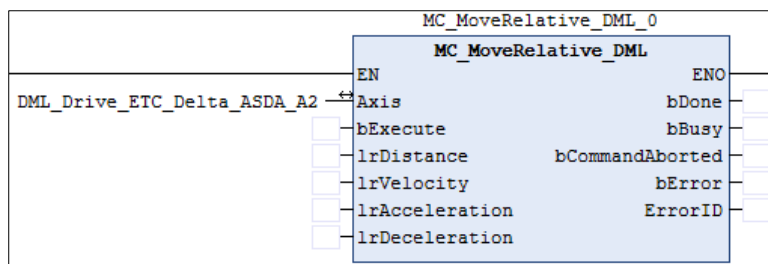 MC_MoveRelative_DML_0
MC_MoveRelative_DML
EN ENO
DML_Drive_ETC_Delta_ASDA_A2 Axis bDone
bExecute bBusy
lrDistance bCommandAborted
lrVelocity bError
lrAcceleration ErrorID
lrDeceleration